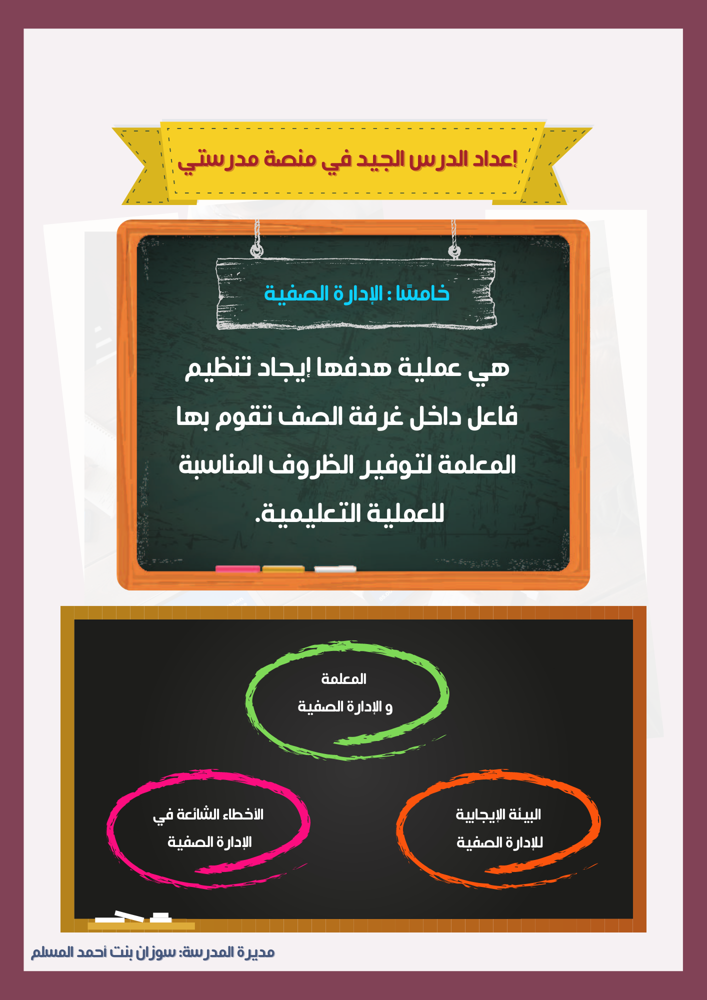 إعداد الدرس الجيد في منصة مدرستي
خامسًا : الإدارة الصفية
هي عملية هدفها إيجاد تنظيم
فاعل داخل غرفة الصف تقوم بها
المعلمة لتوفير الظروف المناسبة
للعملية التعليمية.
المعلمة
و الإدارة الصفية
البيئة الإيجابية
للإدارة الصفية
الأخطاء الشائعة في
الإدارة الصفية
مديرة المدرسة: سوزان بنت أحمد المسلم